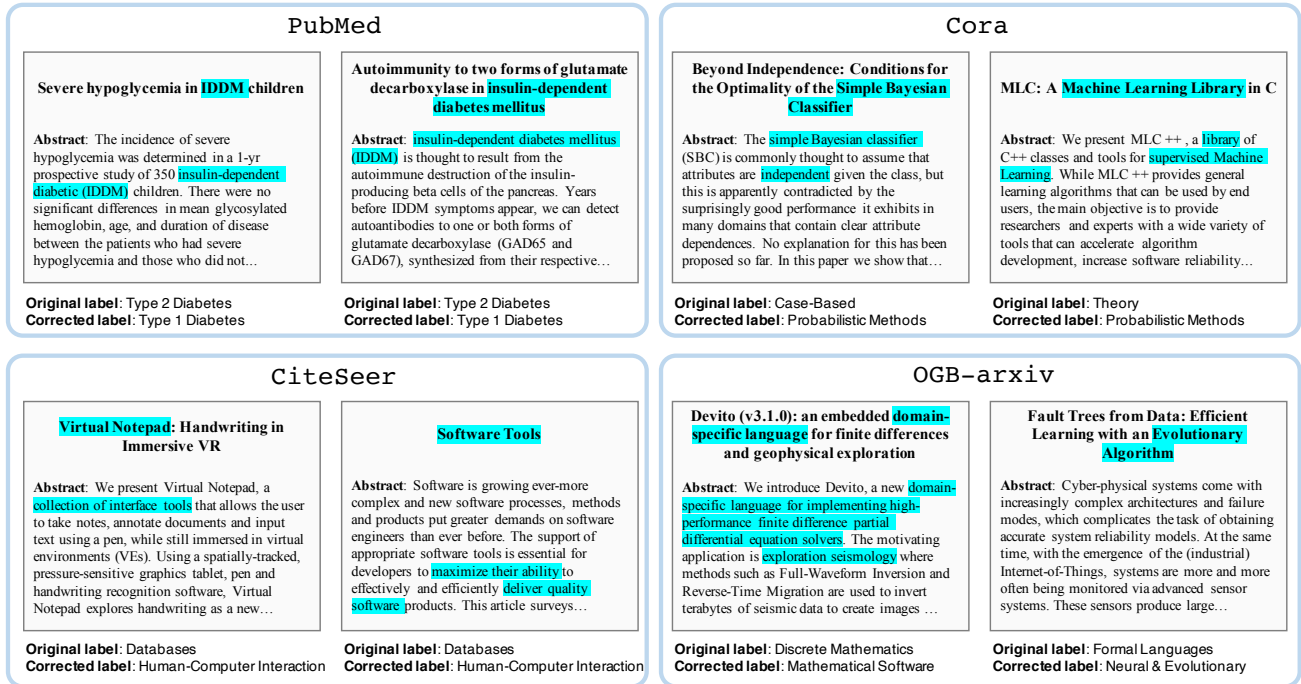 PubMed
Severe hypoglycemia in IDDM children
Abstract: The incidence of severe
hypoglycemia was determined in a 1-yr
prospective study of 350 insulin-dependent
diabetic (IDDM) children. There were no
significant differences in mean glycosylated
hemoglobin, age, and duration of disease
between the patients who had severe
hypoglycemia and those who did not...
Original label: Type 2 Diabetes
Corrected label: Type 1 Diabetes
Autoimmunity to two forms of glutamate
decarboxylase in insulin-dependent
diabetes mellitus
Abstract: insulin-dependent diabetes mellitus
(IDDM) is thought to result from the
autoimmune destruction of the insulin-
producing beta cells of the pancreas. Years
before IDDM symptoms appear, we can detect
autoantibodies to one or both forms of
glutamate decarboxylase (GAD65 and
GAD67), synthesized from their respective…
Original label: Type 2 Diabetes
Corrected label: Type 1 Diabetes
Cora
Beyond Independence: Conditions for
the Optimality of the Simple Bayesian
Classifier
Abstract: The simple Bayesian classifier
(SBC) is commonly thought to assume that
attributes are independent given the class, but
this is apparently contradicted by the
surprisingly good performance it exhibits in
many domains that contain clear attribute
dependences. No explanation for this has been
proposed so far. In this paper we show that…
Original label: Case-Based
Corrected label: Probabilistic Methods
MLC: A Machine Learning Library in C
Abstract: We present MLC ++ , a library of
C++ classes and tools for supervised Machine
Learning. While MLC ++ provides general
learning algorithms that can be used by end
users, the main objective is to provide
researchers and experts with a wide variety of
tools that can accelerate algorithm
development, increase software reliability…
Original label: Theory
Corrected label: Probabilistic Methods
CiteSeer
Virtual Notepad: Handwriting in
Immersive VR
Abstract: We present Virtual Notepad, a
collection of interface tools that allows the user
to take notes, annotate documents and input
text using a pen, while still immersed in virtual
environments (VEs). Using a spatially-tracked,
pressure-sensitive graphics tablet, pen and
handwriting recognition software, Virtual
Notepad explores handwriting as a new…
Original label: Databases
Corrected label: Human-Computer Interaction
Software Tools
Abstract: Software is growing ever-more
complex and new software processes, methods
and products put greater demands on software
engineers than ever before. The support of
appropriate software tools is essential for
developers to maximize their ability to
effectively and efficiently deliver quality
software products. This article surveys…
Original label: Databases
Corrected label: Human-Computer Interaction
OGB-arxiv
Devito (v3.1.0): an embedded domain-
specific language for finite differences
and geophysical exploration
Abstract: We introduce Devito, a new domain-
specific language for implementing high-
performance finite difference partial
differential equation solvers. The motivating
application is exploration seismology where
methods such as Full-Waveform Inversion and
Reverse-Time Migration are used to invert
terabytes of seismic data to create images …
Original label: Discrete Mathematics
Corrected label: Mathematical Software
Fault Trees from Data: Efficient
Learning with an Evolutionary
Algorithm
Abstract: Cyber-physical systems come with
increasingly complex architectures and failure
modes, which complicates the task of obtaining
accurate system reliability models. At the same
time, with the emergence of the (industrial)
Internet-of-Things, systems are more and more
often being monitored via advanced sensor
systems. These sensors produce large…
Original label: Formal Languages
Corrected label: Neural & Evolutionary